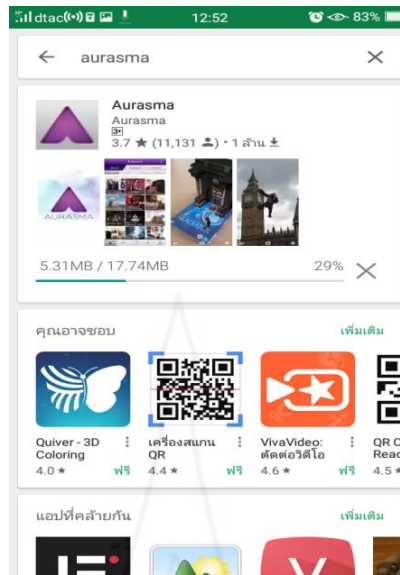 dtac 12:52 83%
aurasma
Aurasma
Aurasma
3+
3.7 ★ (11,131) • 1 ล้าน
AURASMA
5.31MB / 17.74MB 29%
คุณอาจชอบ เพิ่มเติม
Quiver - 3D Coloring
4.0 ★ ฟรี
เครื่องสแกน QR
4.4 ★ ฟรี
VivaVideo: ตัดต่อวิดีโอ
4.6 ★ ฟรี
QR
4.5 ★
แอปที่คล้ายกัน เพิ่มเติม